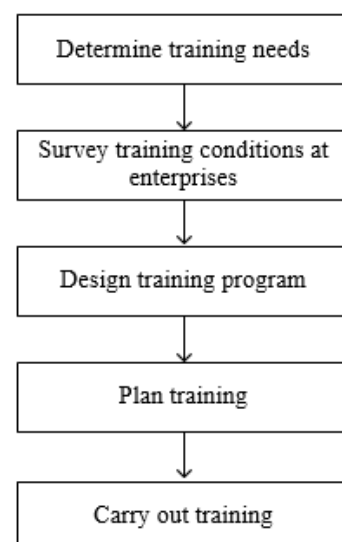 Determine training needs
Survey training conditions at
enterprises
Design training program
Plan training
Carry out training